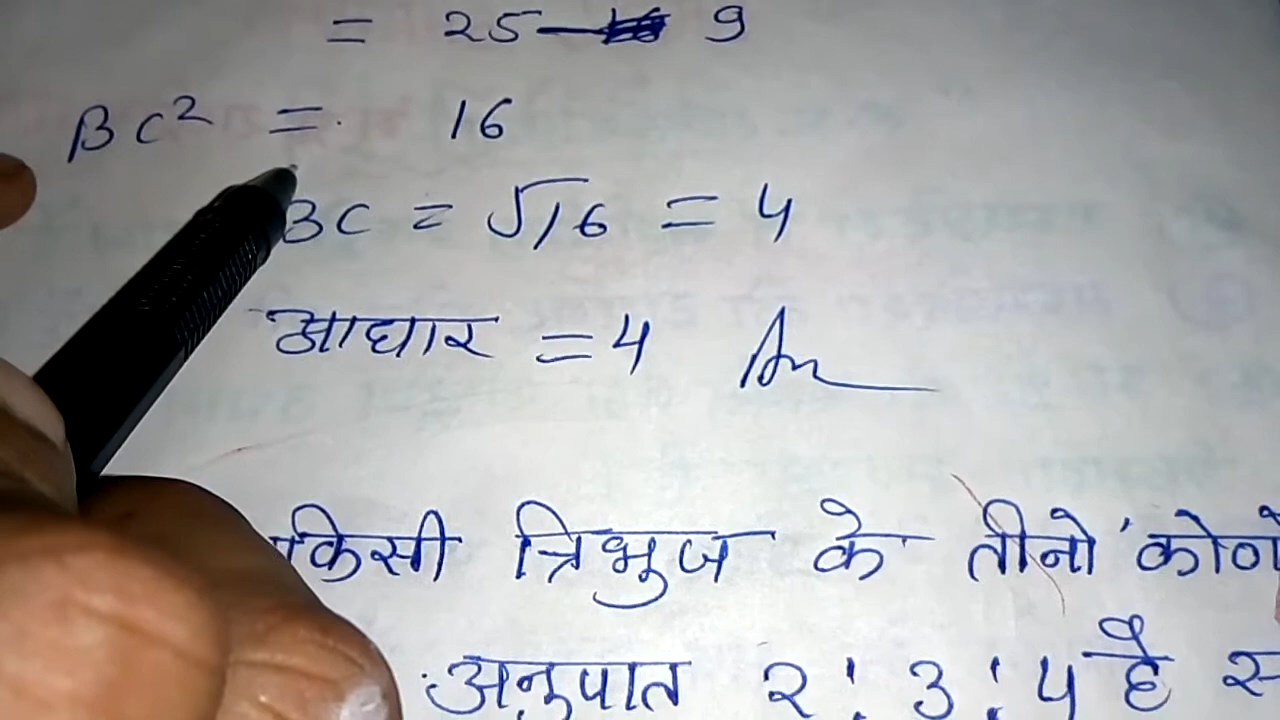 = 25 - 9
BC² = 16
BC = √16 = 4
आधार = 4 An
किसी त्रिभुज के तीनो कोणो
अनुपात 2 : 3 : 4 है